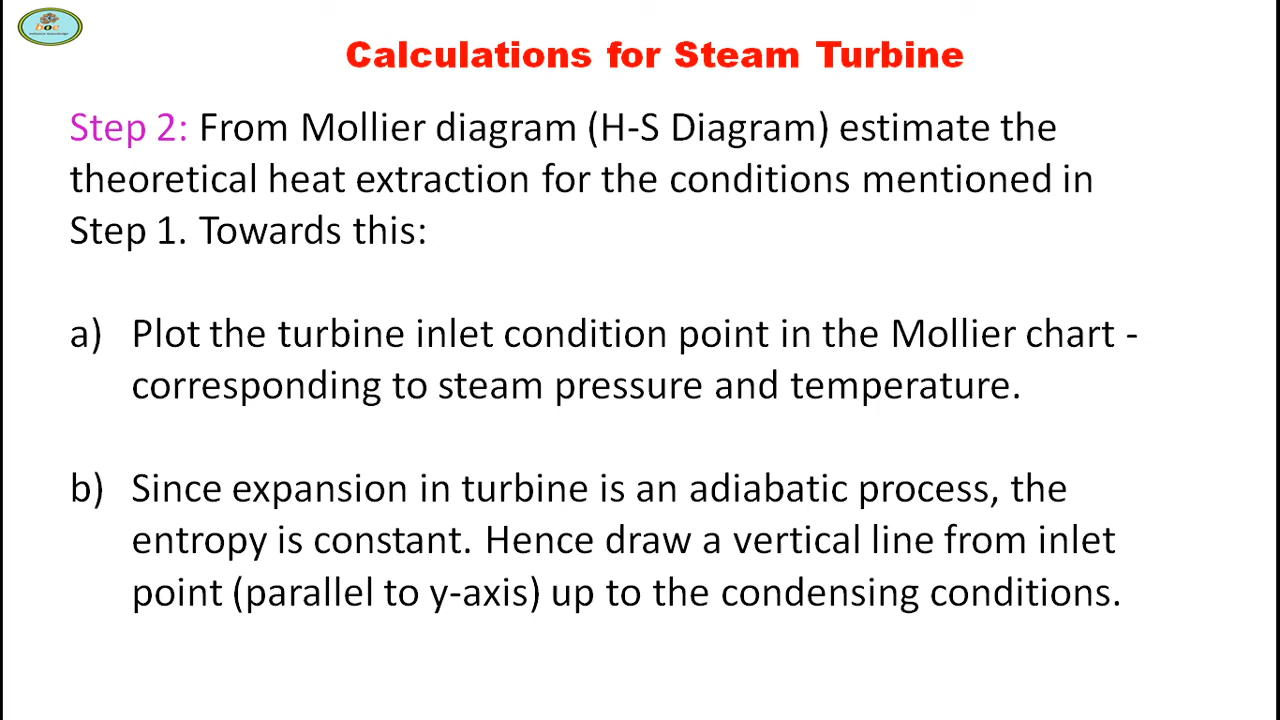 boc
Calculations for Steam Turbine
Step 2: From Mollier diagram (H-S Diagram) estimate the
theoretical heat extraction for the conditions mentioned in
Step 1. Towards this:
a) Plot the turbine inlet condition point in the Mollier chart -
corresponding to steam pressure and temperature.
b) Since expansion in turbine is an adiabatic process, the
entropy is constant. Hence draw a vertical line from inlet
point (parallel to y-axis) up to the condensing conditions.